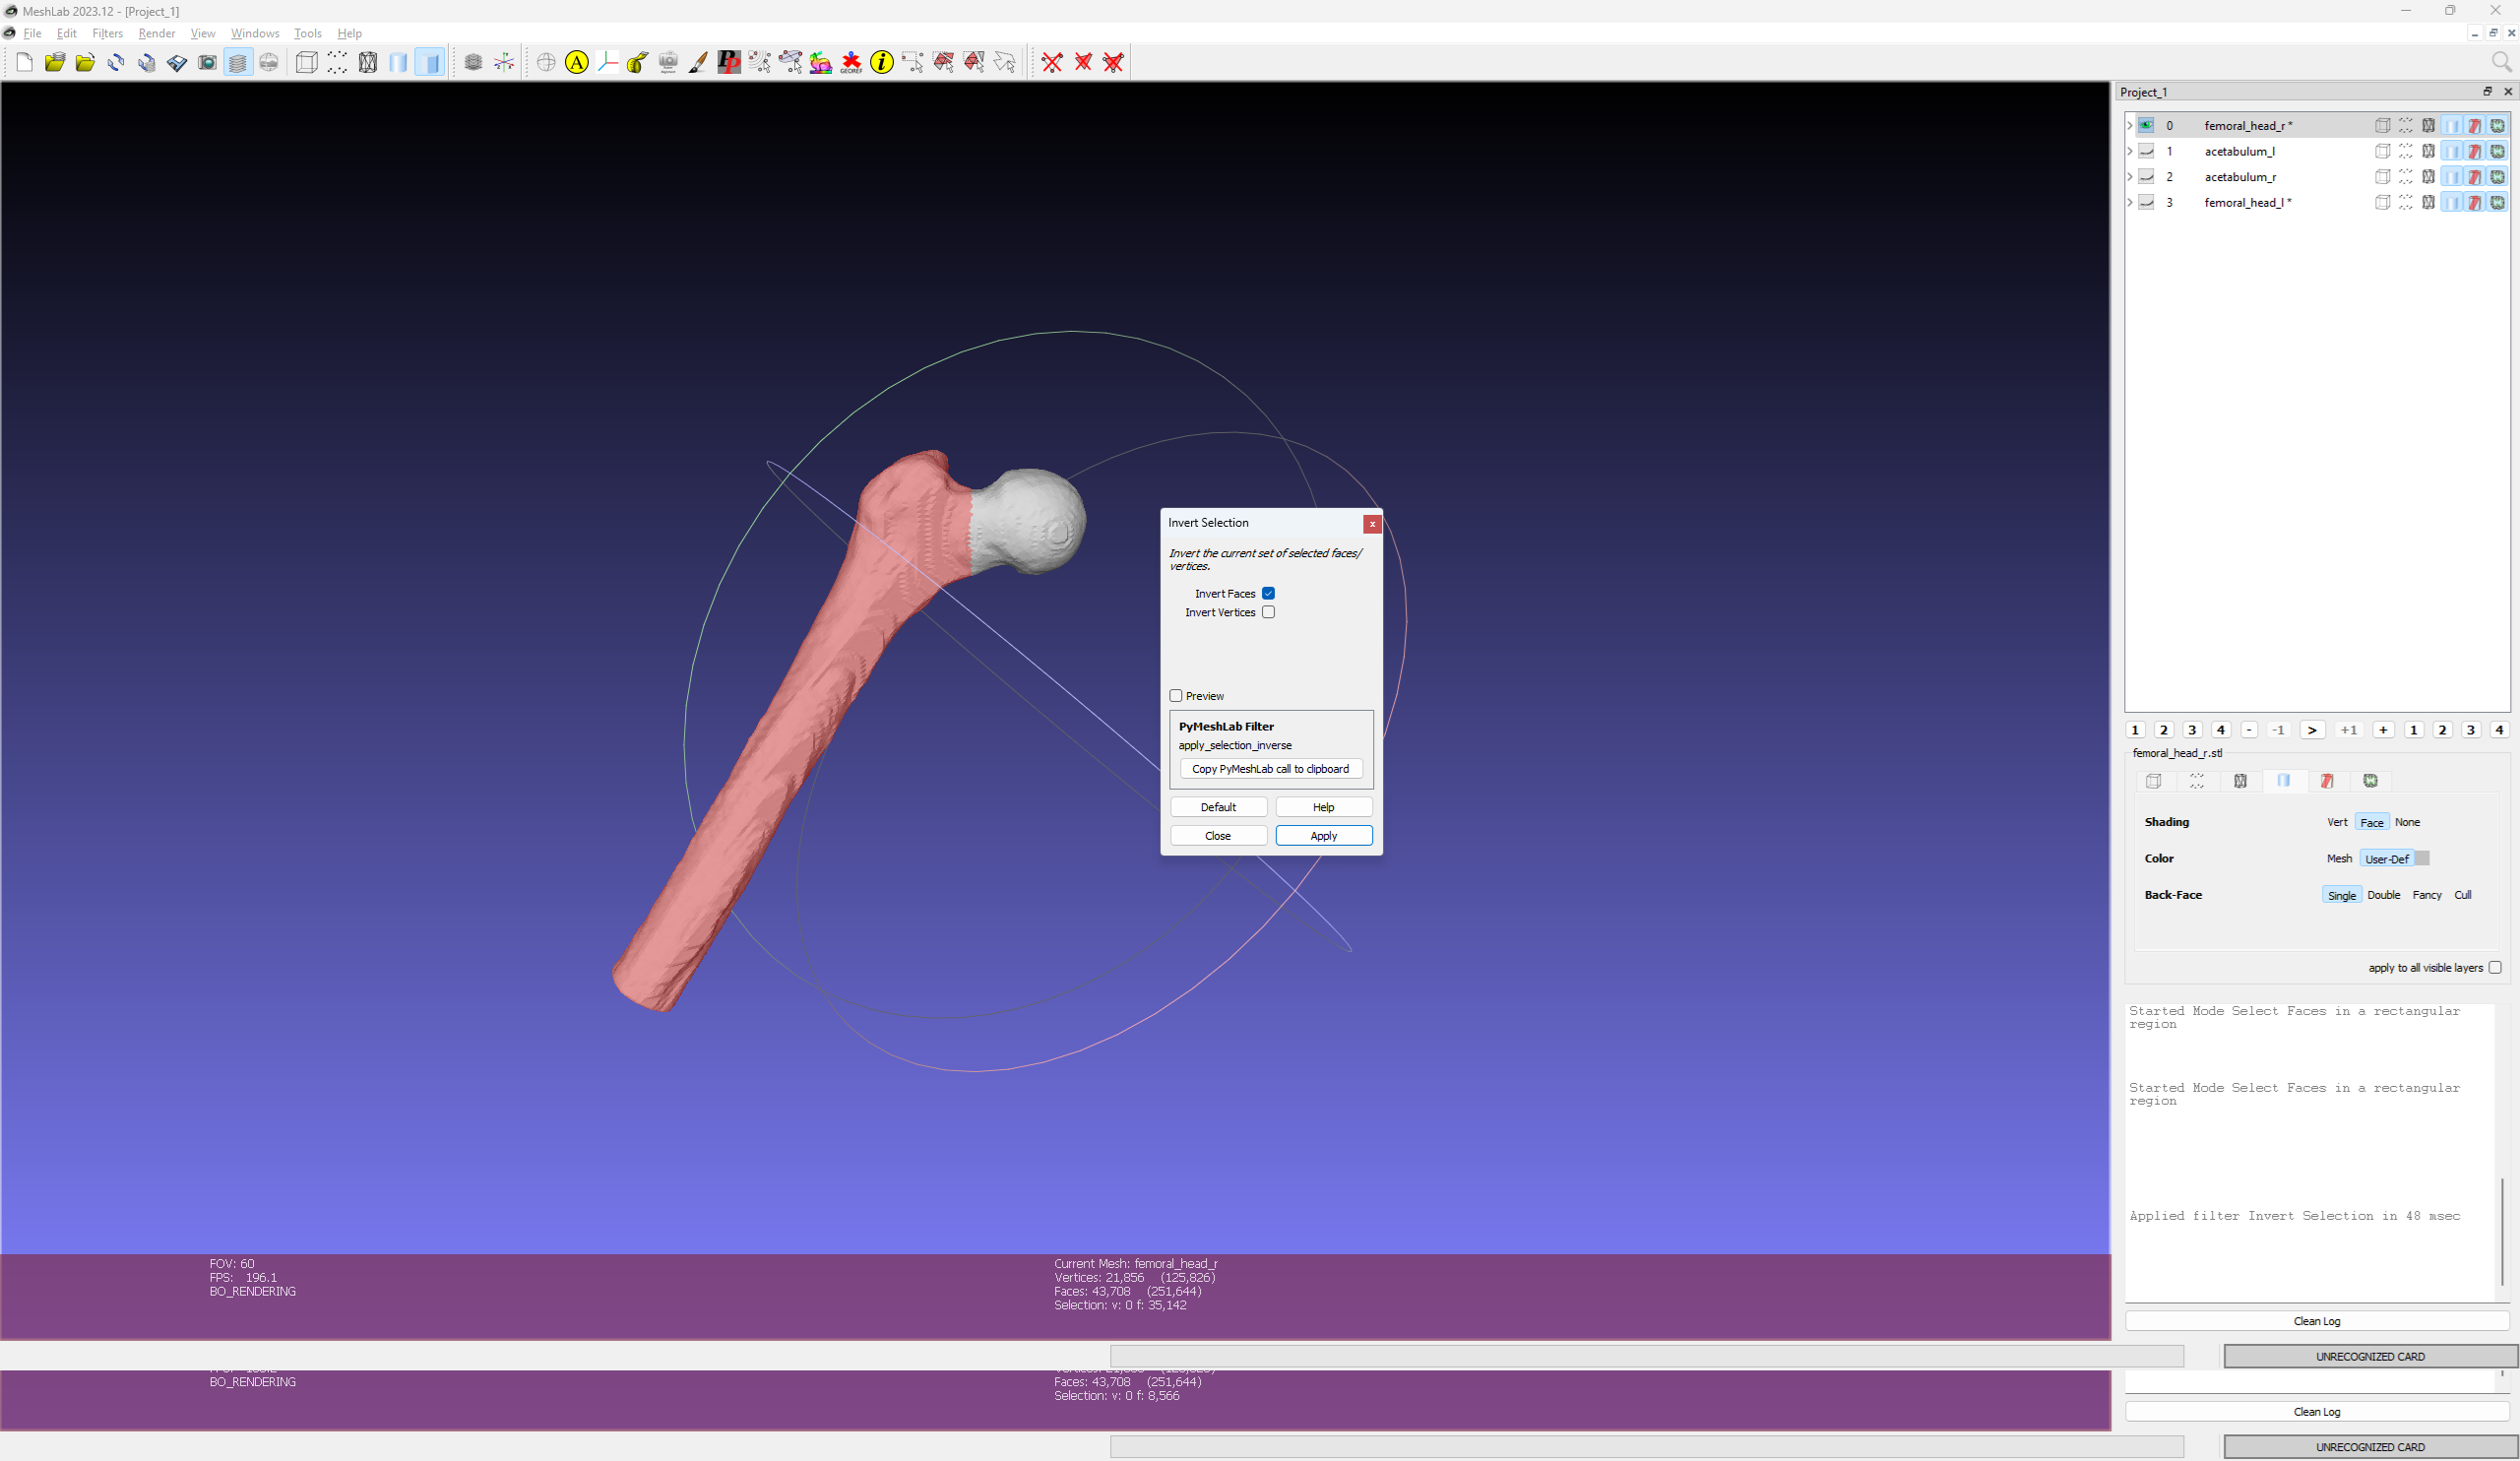 MeshLab 2023.12 - [Project_1]
File Edit Filters Render View Windows Tools Help
A
PP
GEOREF
i
Project_1
0 femoral_head_r *
1 acetabulum_l
2 acetabulum_r
3 femoral_head_l *
Invert Selection
x
Invert the current set of selected faces/
vertices.
Invert Faces
Invert Vertices
Preview
PyMeshLab Filter
apply_selection_inverse
Copy PyMeshLab call to clipboard
Default Help
Close Apply
1 2 3 4 - -1 > +1 + 1 2 3 4
femoral_head_r.stl
Shading Vert Face None
Color Mesh User-Def
Back-Face Single Double Fancy Cull
apply to all visible layers
Started Mode Select Faces in a rectangular
region
Started Mode Select Faces in a rectangular
region
Applied filter Invert Selection in 48 msec
Clean Log
UNRECOGNIZED CARD
FOV: 60
FPS: 196.1
BO_RENDERING
Current Mesh: femoral_head_r
Vertices: 21,856 (125,826)
Faces: 43,708 (251,644)
Selection: v: 0 f: 35,142
BO_RENDERING
Faces: 43,708 (251,644)
Selection: v: 0 f: 8,566
Clean Log
UNRECOGNIZED CARD